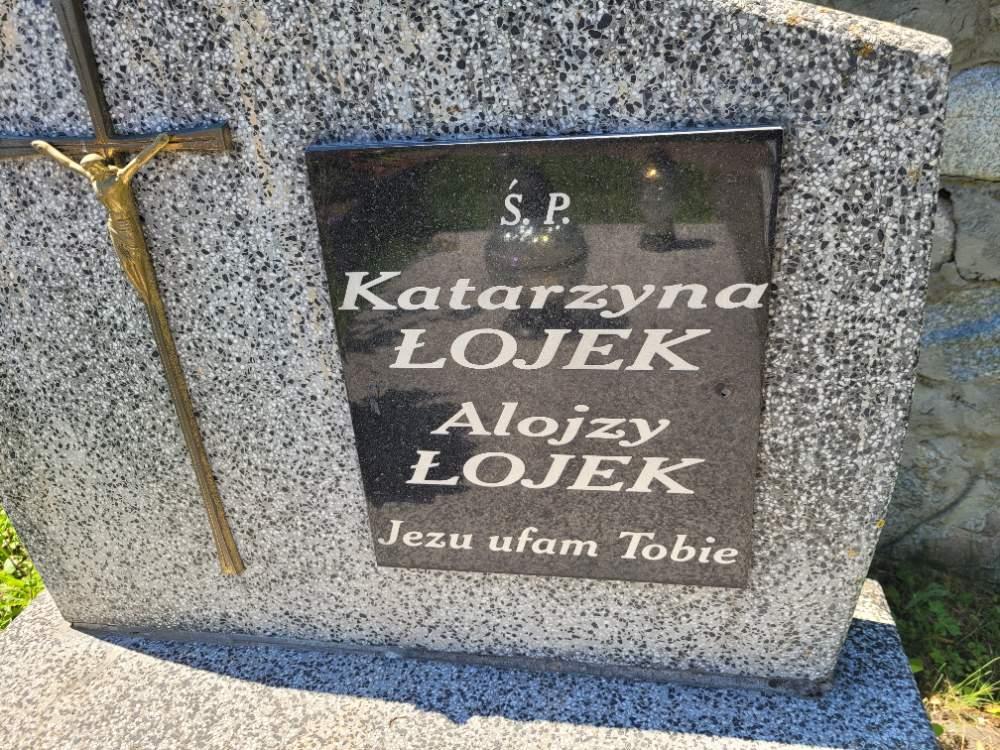 Ś. P.
Katarzyna
ŁOJEK
Alojzy
ŁOJEK
Jezu ufam Tobie